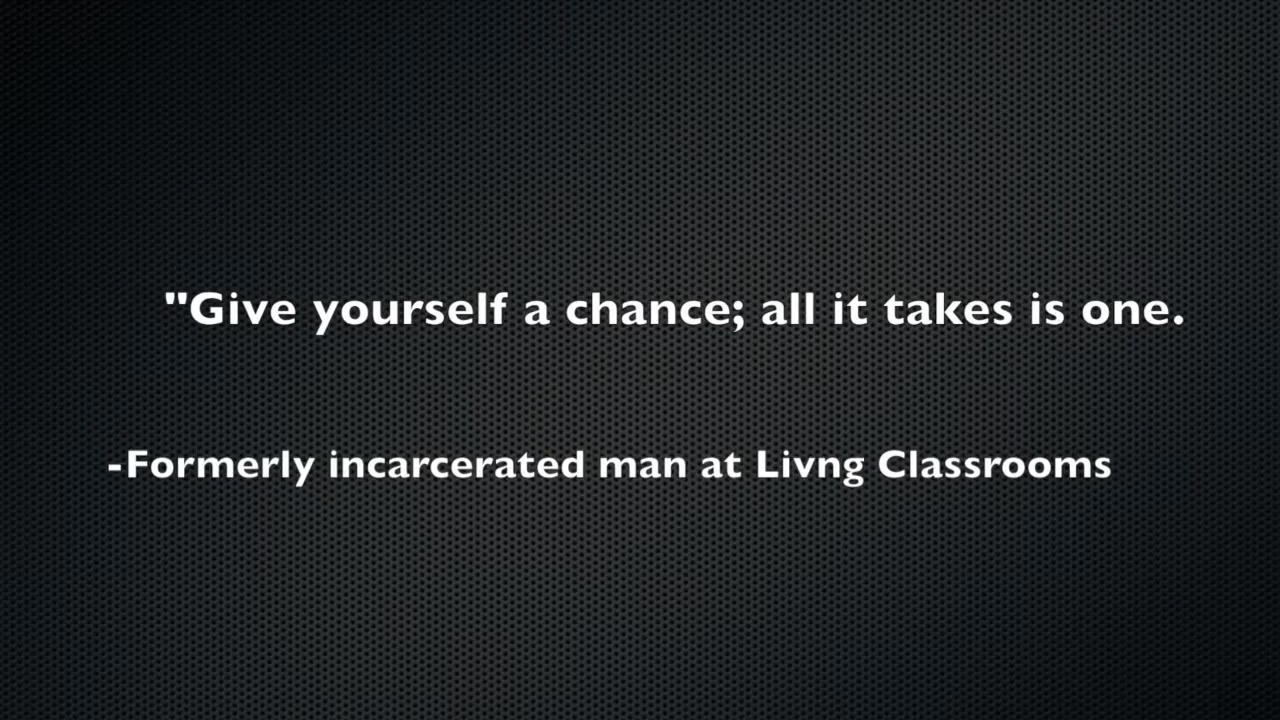 "Give yourself a chance; all it takes is one.
-Formerly incarcerated man at Livng Classrooms